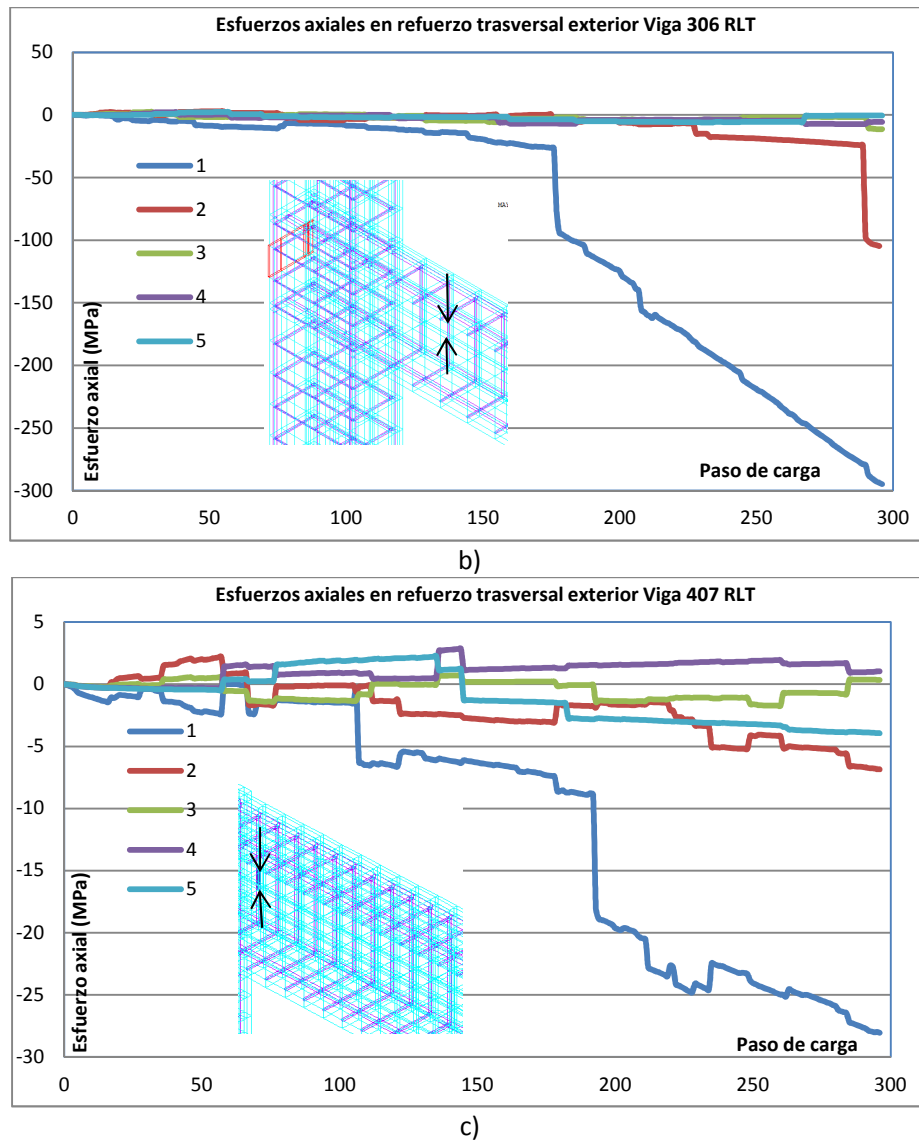 Esfuerzos axiales en refuerzo trasversal exterior Viga 306 RLT
50
0
-50
-100
-150
-200
-250
-300
Esfuerzo axial (MPa)
1
2
3
4
5
Paso de carga
0 50 100 150 200 250 300
b)
Esfuerzos axiales en refuerzo trasversal exterior Viga 407 RLT
5
0
-5
-10
-15
-20
-25
-30
Esfuerzo axial (MPa)
1
2
3
4
5
Paso de carga
0 50 100 150 200 250 300
c)